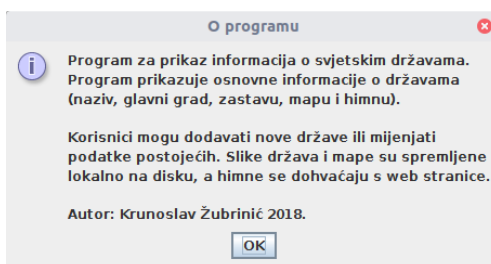 O programu
Program za prikaz informacija o svjetskim državama.
Program prikazuje osnovne informacije o državama
(naziv, glavni grad, zastavu, mapu i himnu).
Korisnici mogu dodavati nove države ili mijenjati
podatke postojećih. Slike država i mape su spremljene
lokalno na disku, a himne se dohvaćaju s web stranice.
Autor: Krunoslav Žubrinić 2018.
OK